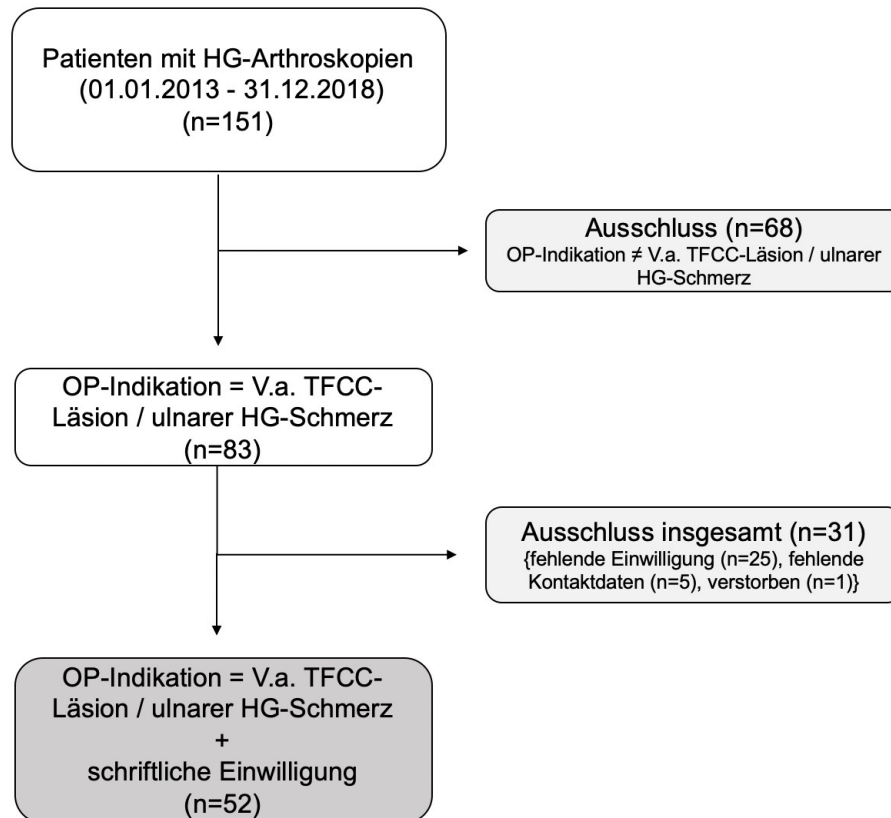 Patienten mit HG-Arthroskopien
(01.01.2013 - 31.12.2018)
(n=151)
Ausschluss (n=68)
OP-Indikation ≠ V.a. TFCC-Läsion / ulnarer
HG-Schmerz
OP-Indikation = V.a. TFCC-
Läsion / ulnarer HG-Schmerz
(n=83)
Ausschluss insgesamt (n=31)
{fehlende Einwilligung (n=25), fehlende
Kontaktdaten (n=5), verstorben (n=1)}
OP-Indikation = V.a. TFCC-
Läsion / ulnarer HG-Schmerz
+
schriftliche Einwilligung
(n=52)